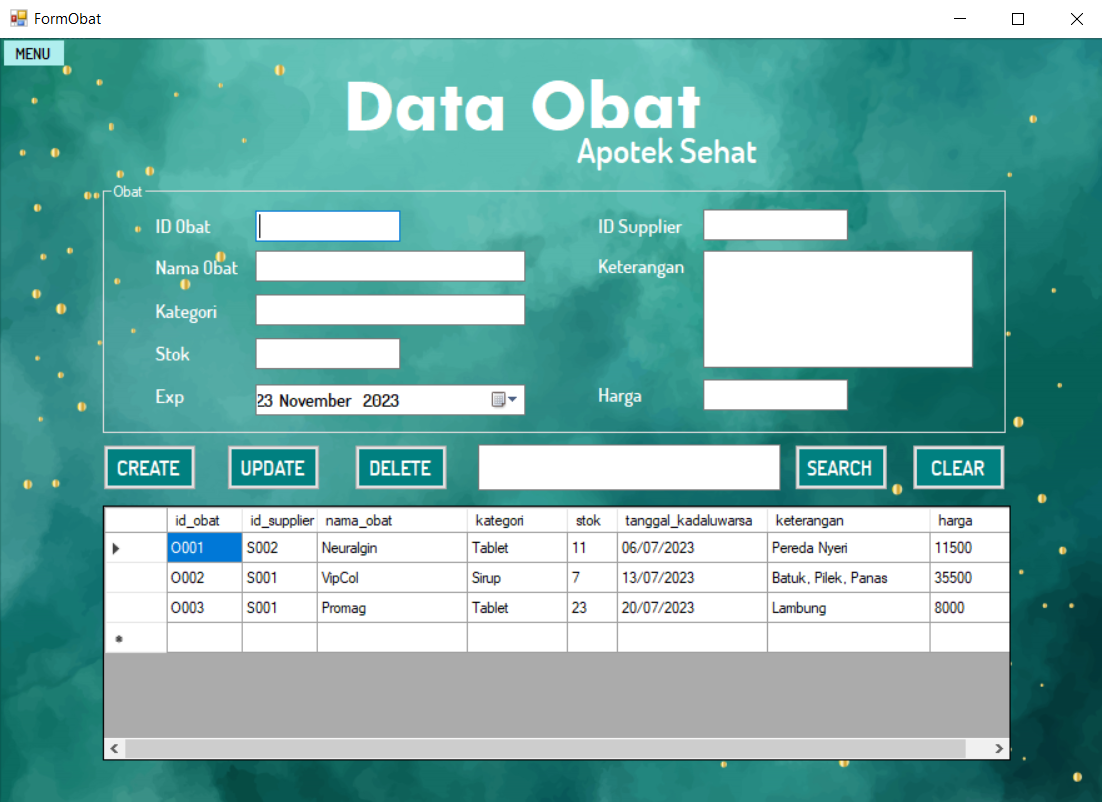 FormObat
MENU
Data Obat
Apotek Sehat
Obat
ID Obat
ID Supplier
Nama Obat
Keterangan
Kategori
Stok
Exp
23 November 2023
Harga
CREATE UPDATE DELETE SEARCH CLEAR
id_obat id_supplier nama_obat kategori stok tanggal_kadaluwarsa keterangan harga
O001 S002 Neuralgin Tablet 11 06/07/2023 Pereda Nyeri 11500
O002 S001 VipCol Sirup 7 13/07/2023 Batuk, Pilek, Panas 35500
O003 S001 Promag Tablet 23 20/07/2023 Lambung 8000